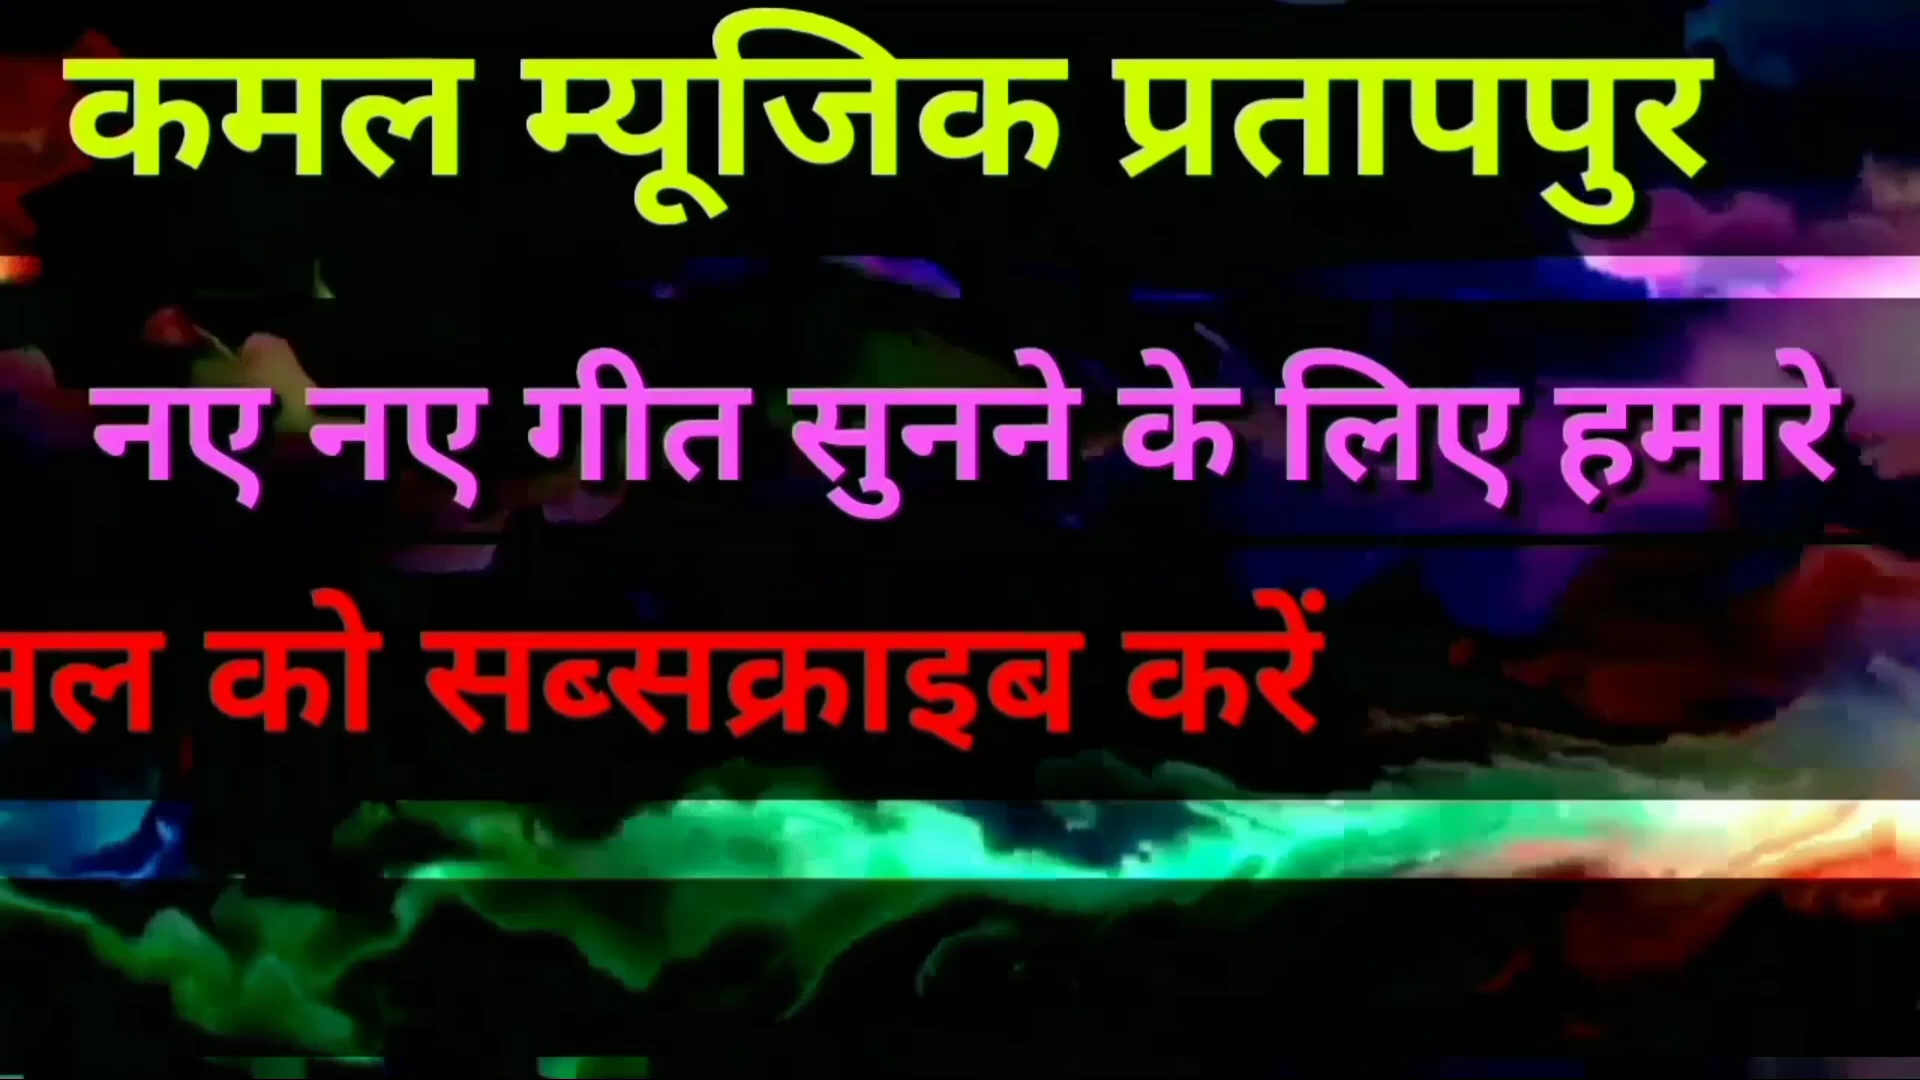 कमल म्यूजिक प्रतापपुर
नए नए गीत सुनने के लिए हमारे
को सब्सक्राइब करें